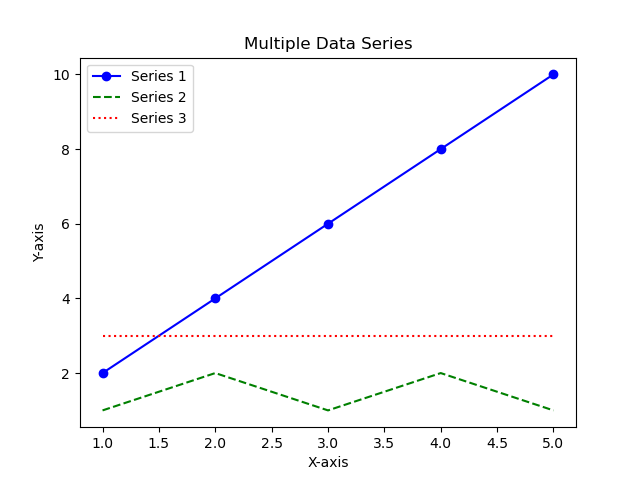 Multiple Data Series
Series 1
Series 2
Series 3
Y-axis
10
8
6
4
2
1.0 1.5 2.0 2.5 3.0 3.5 4.0 4.5 5.0
X-axis